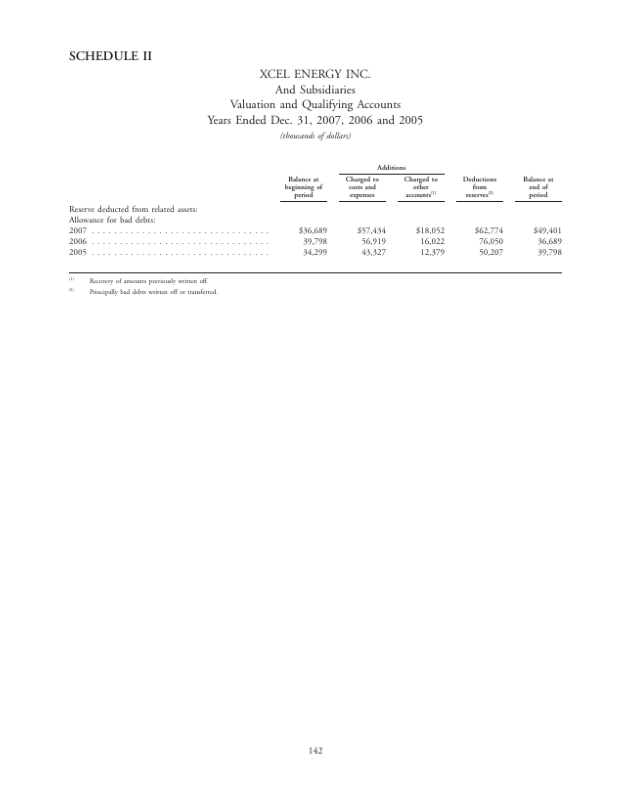 SCHEDULE II
XCEL ENERGY INC.
And Subsidiaries
Valuation and Qualifying Accounts
Years Ended Dec. 31, 2007, 2006 and 2005
(thousands of dollars)
Additions
Balance at beginning of period Charged to costs and expenses Charged to other accounts(1) Deductions from reserves(2) Balance at end of period
Reserve deducted from related assets:
Allowance for bad debts:
2007 . . . . . . . . . . . . . . . . . . . . . . . . . . . . . . . . $36,689 $57,434 $18,052 $62,774 $49,401
2006 . . . . . . . . . . . . . . . . . . . . . . . . . . . . . . . . 39,798 56,919 16,022 76,050 36,689
2005 . . . . . . . . . . . . . . . . . . . . . . . . . . . . . . . . 34,299 43,327 12,379 50,207 39,798
(1) Recovery of amounts previously written off.
(2) Principally bad debts written off or transferred.
142